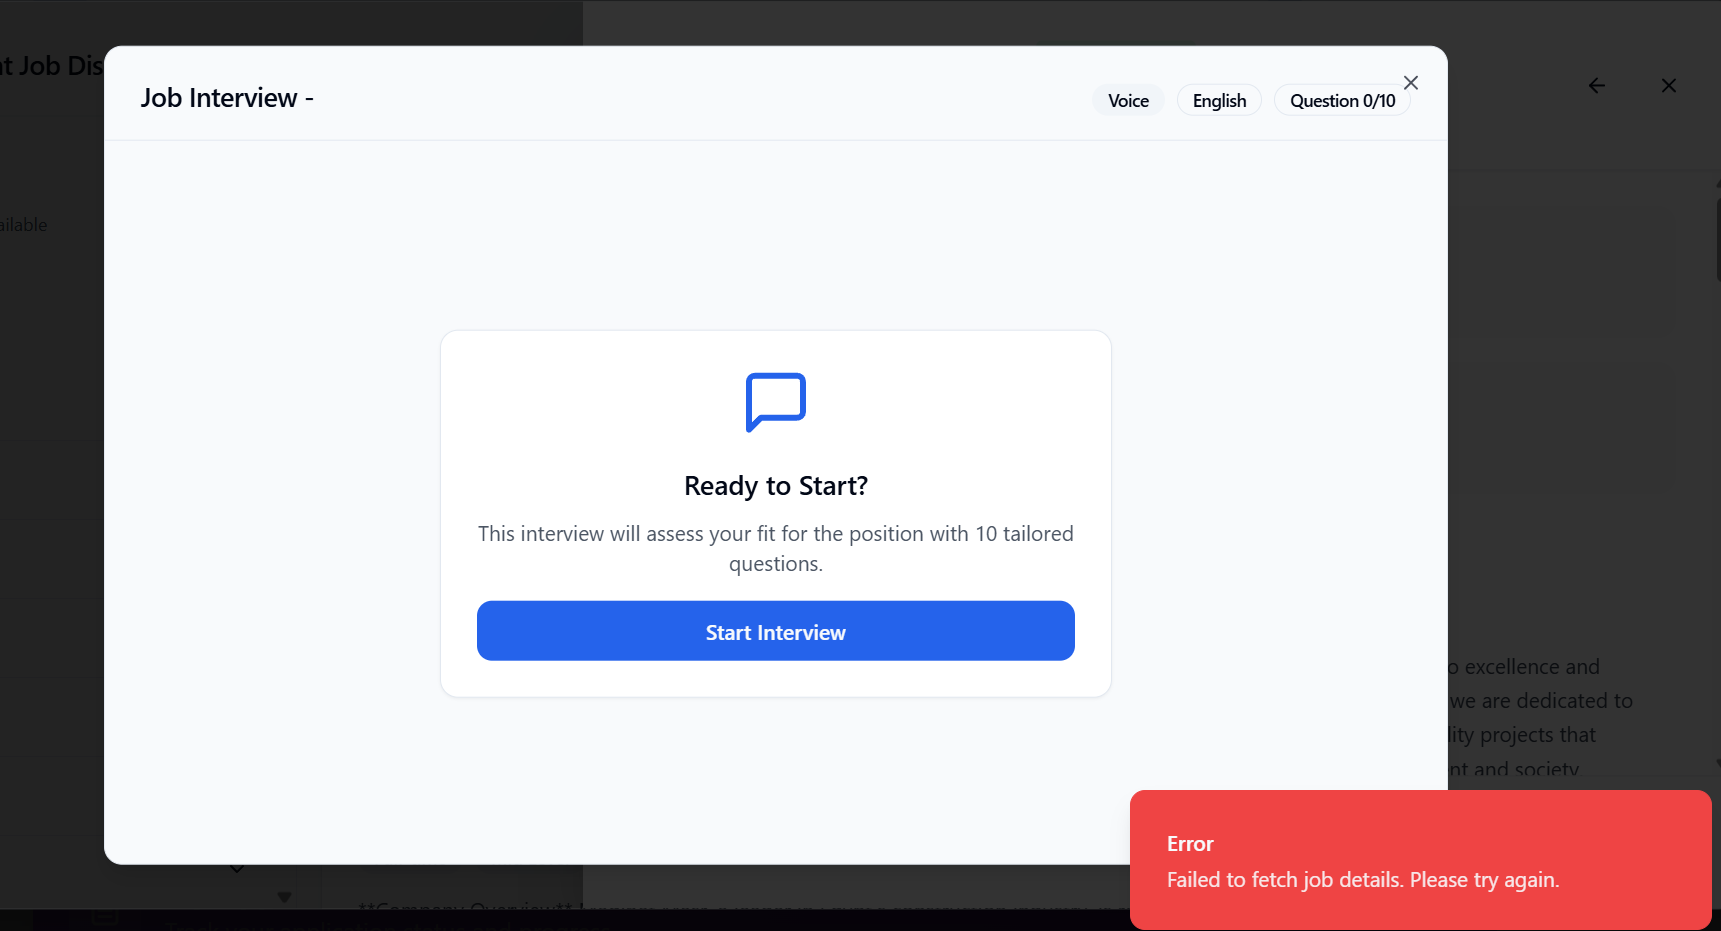 t Job Dis
Job Interview -
Voice
English
Question 0/10
ailable
Ready to Start?
This interview will assess your fit for the position with 10 tailored
questions.
Start Interview
o excellence and
we are dedicated to
lity projects that
nt and society
Error
Failed to fetch job details. Please try again.
**Company Overview**